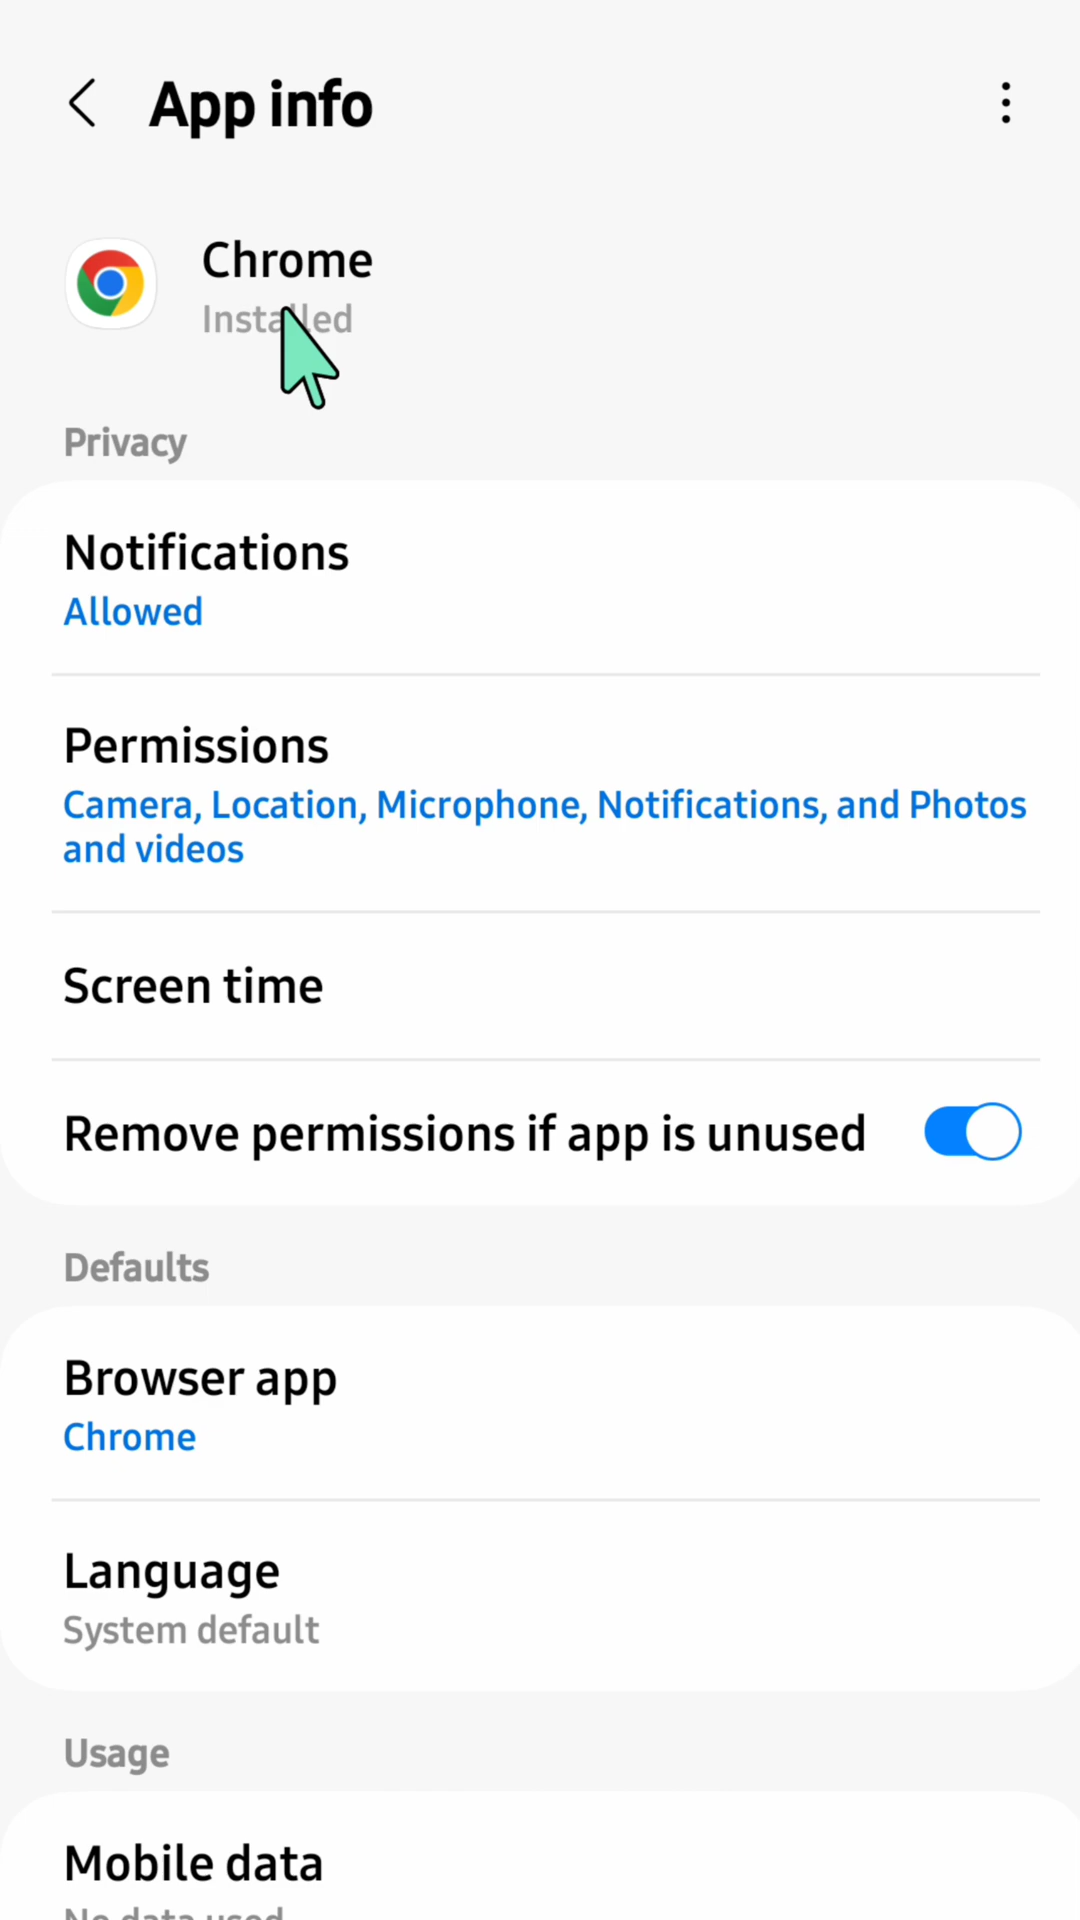 App info
Chrome
Installed
Privacy
Notifications
Allowed
Permissions
Camera, Location, Microphone, Notifications, and Photos
and videos
Screen time
Remove permissions if app is unused
Defaults
Browser app
Chrome
Language
System default
Usage
Mobile data
No data used